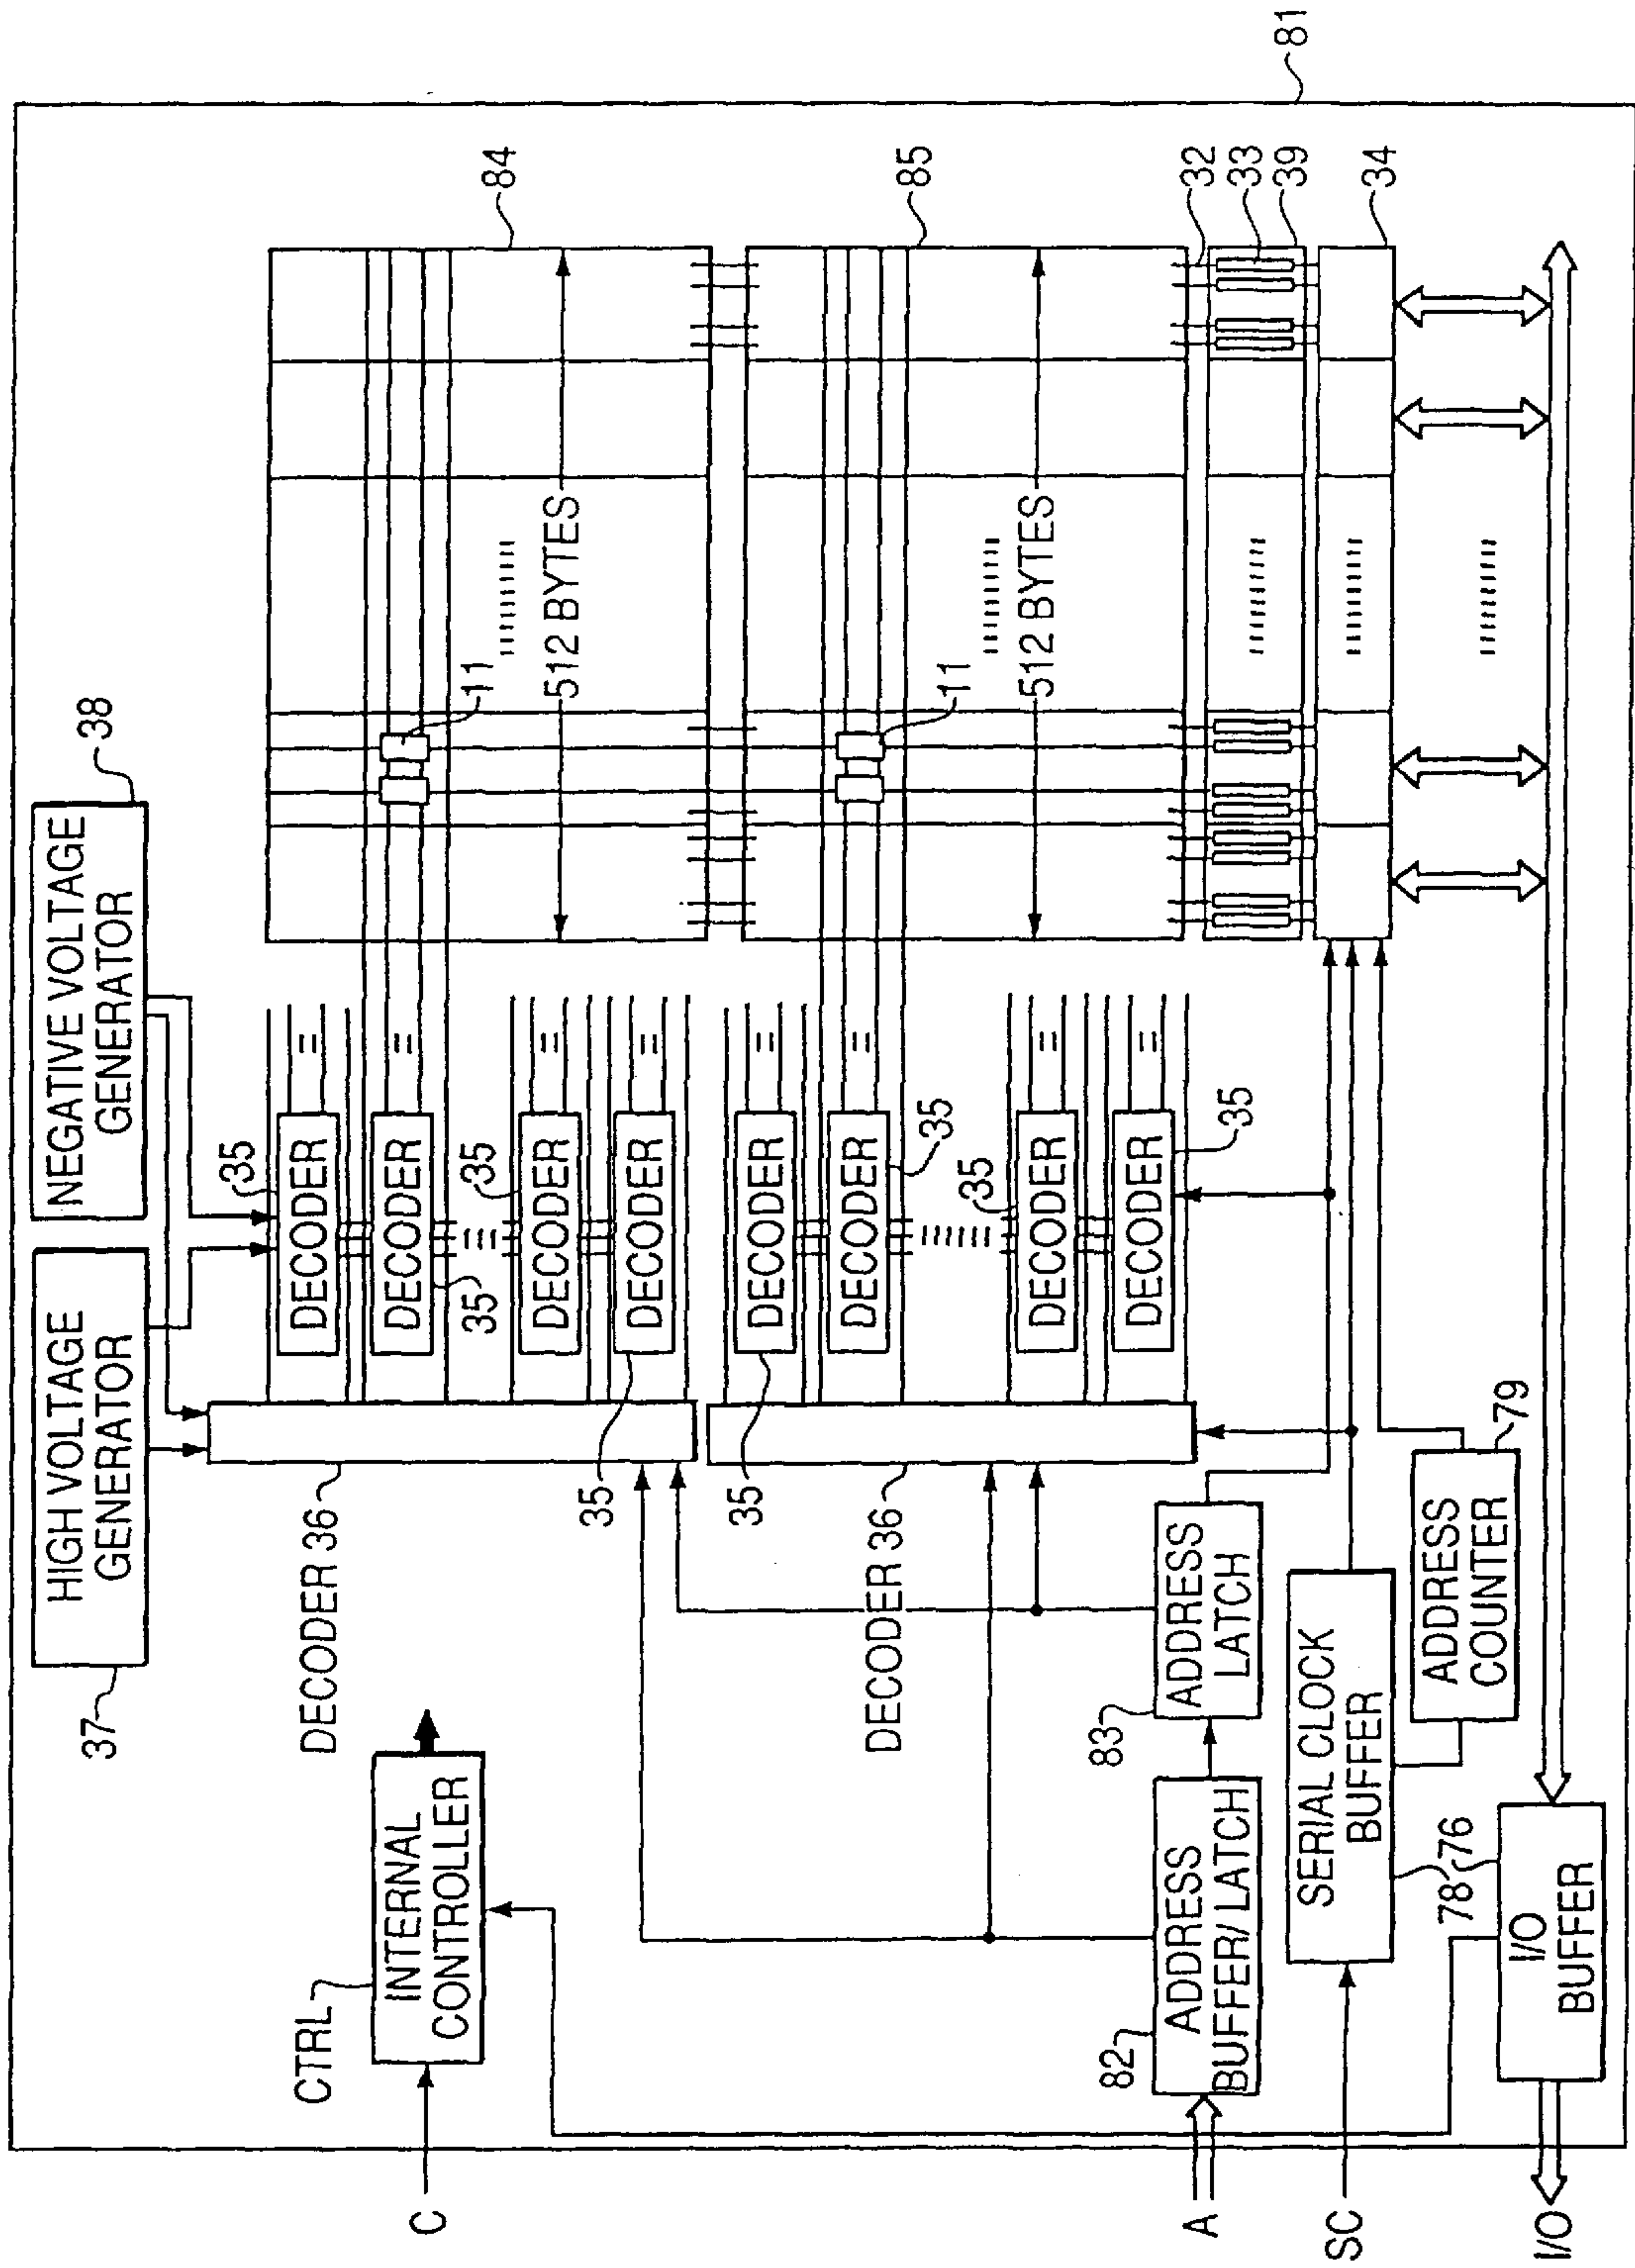 HIGH VOLTAGE
GENERATOR
37
NEGATIVE VOLTAGE
GENERATOR
38
CTRL
INTERNAL
CONTROLLER
C
DECODER 36
DECODER
35
DECODER
35
DECODER
35
DECODER
35
11
512 BYTES
84
DECODER 36
DECODER
35
DECODER
35
DECODER
35
DECODER
35
11
512 BYTES
85
A
82
ADDRESS
BUFFER/LATCH
83
ADDRESS
LATCH
32
33
39
34
SC
SERIAL CLOCK
BUFFER
78
ADDRESS
COUNTER
79
76
I/O
I/O
BUFFER
81